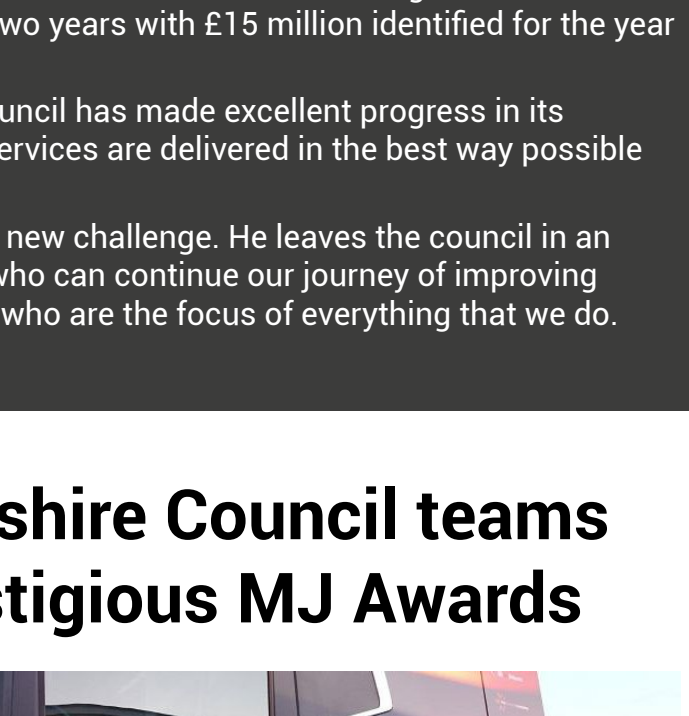 wo years with £15 million identified for the year
uncil has made excellent progress in its
ervices are delivered in the best way possible
new challenge. He leaves the council in an
who can continue our journey of improving
who are the focus of everything that we do.
shire Council teams
stigious MJ Awards